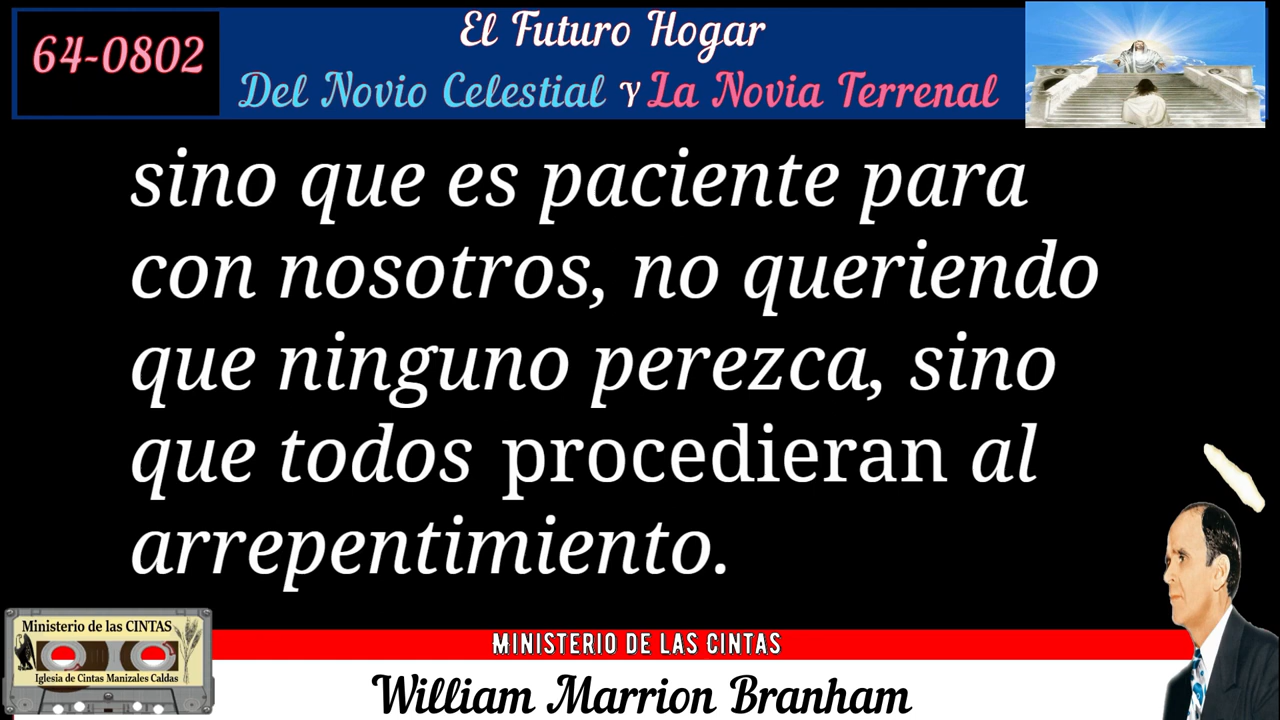 64-0802
El Futuro Hogar
Del Novio Celestial Y La Novia Terrenal
sino que es paciente para
con nosotros, no queriendo
que ninguno perezca, sino
que todos procedieran al
arrepentimiento.
Ministerio de las CINTAS
Iglesia de Cintas Manizales Caldas
MINISTERIO DE LAS CINTAS
William Marrion Branham